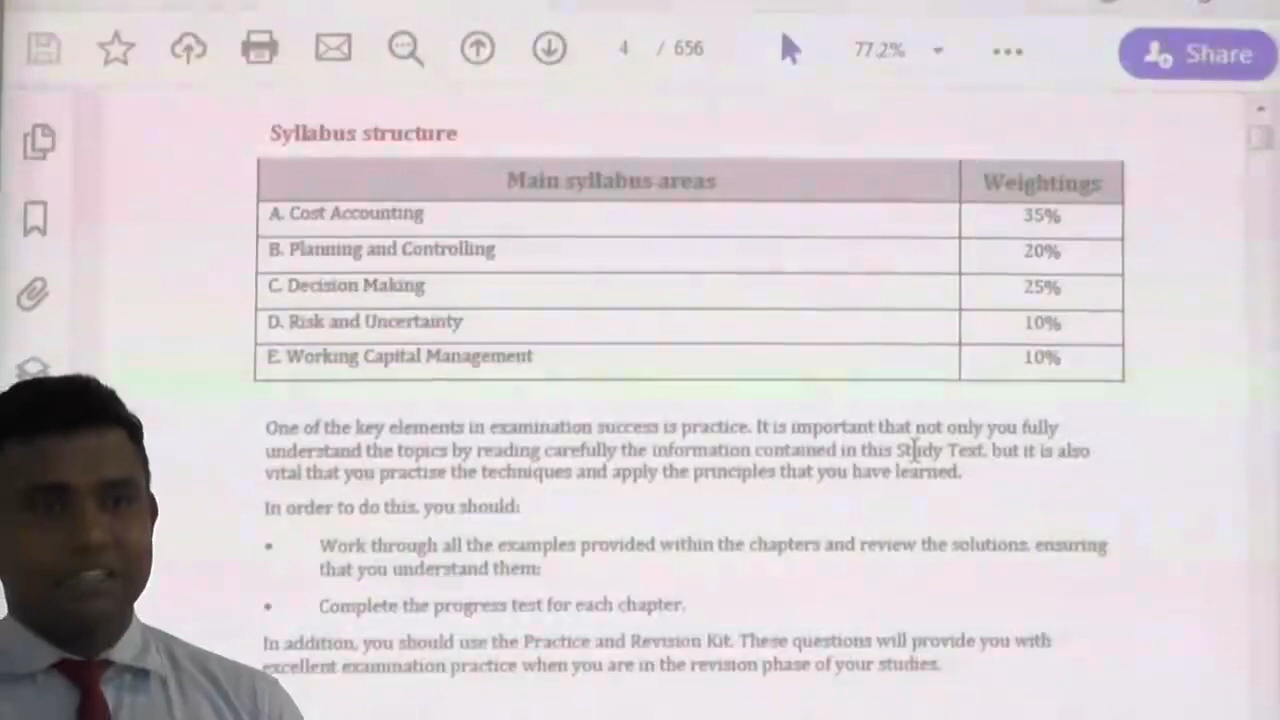 4 / 656
77.2%
Share
Syllabus structure
Main syllabus areas Weightings
A. Cost Accounting 35%
B. Planning and Controlling 20%
C. Decision Making 25%
D. Risk and Uncertainty 10%
E. Working Capital Management 10%
One of the key elements in examination success is practice. It is important that not only you fully
understand the topics by reading carefully the information contained in this Study Text, but it is also
vital that you practise the techniques and apply the principles that you have learned.
In order to do this, you should:
• Work through all the examples provided within the chapters and review the solutions, ensuring
that you understand them;
• Complete the progress test for each chapter.
In addition, you should use the Practice and Revision Kit. These questions will provide you with
excellent examination practice when you are in the revision phase of your studies.